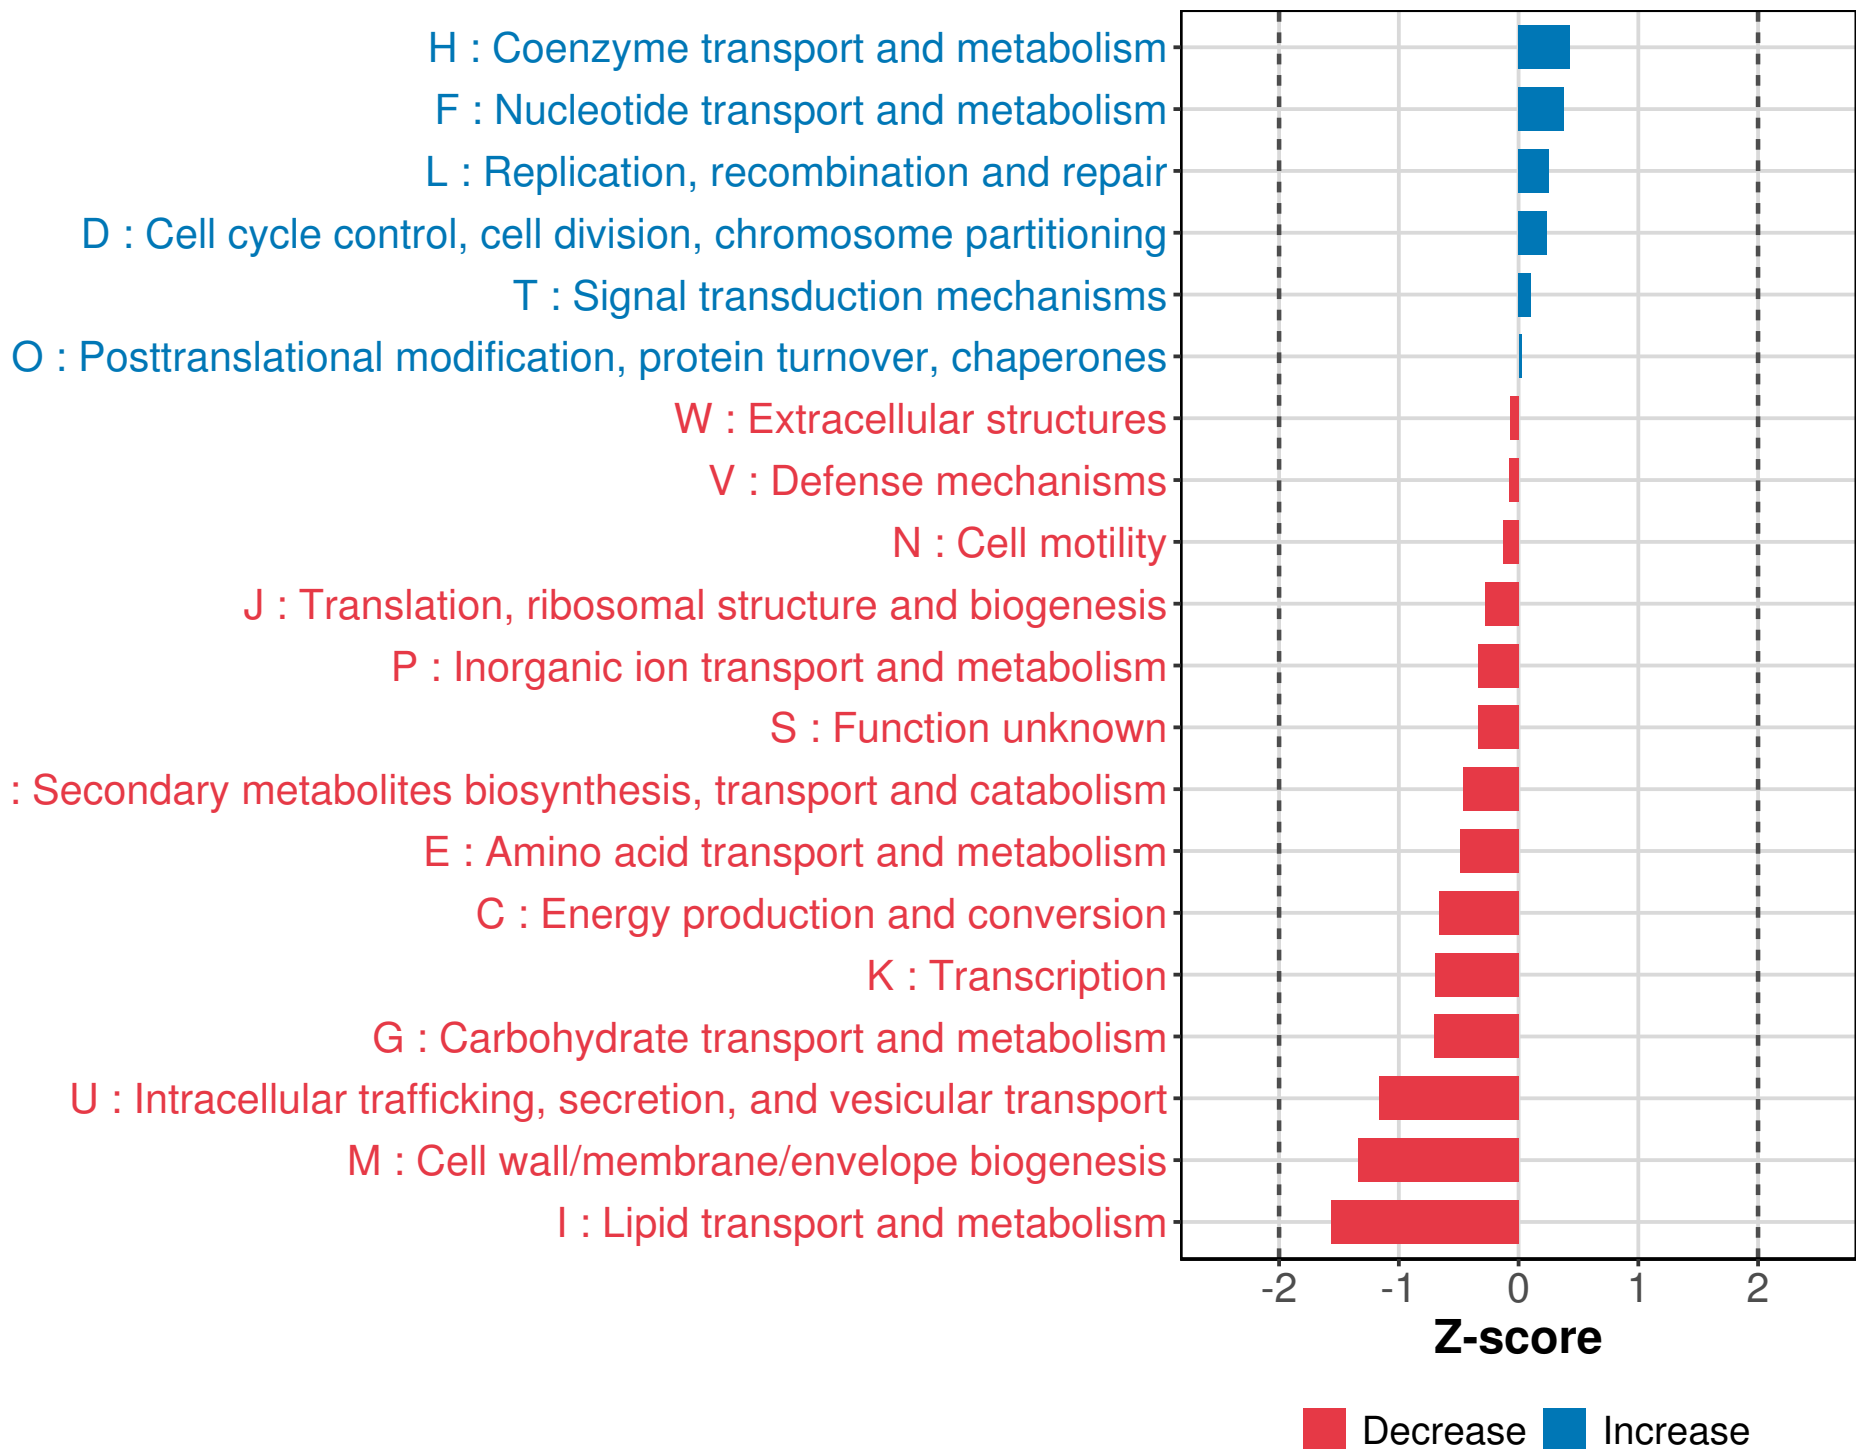 H : Coenzyme transport and metabolism
F : Nucleotide transport and metabolism
L : Replication, recombination and repair
D : Cell cycle control, cell division, chromosome partitioning
T : Signal transduction mechanisms
O : Posttranslational modification, protein turnover, chaperones
W : Extracellular structures
V : Defense mechanisms
N : Cell motility
J : Translation, ribosomal structure and biogenesis
P : Inorganic ion transport and metabolism
S : Function unknown
: Secondary metabolites biosynthesis, transport and catabolism
E : Amino acid transport and metabolism
C : Energy production and conversion
K : Transcription
G : Carbohydrate transport and metabolism
U : Intracellular trafficking, secretion, and vesicular transport
M : Cell wall/membrane/envelope biogenesis
I : Lipid transport and metabolism
-2 -1 0 1 2
Z-score
Decrease Increase